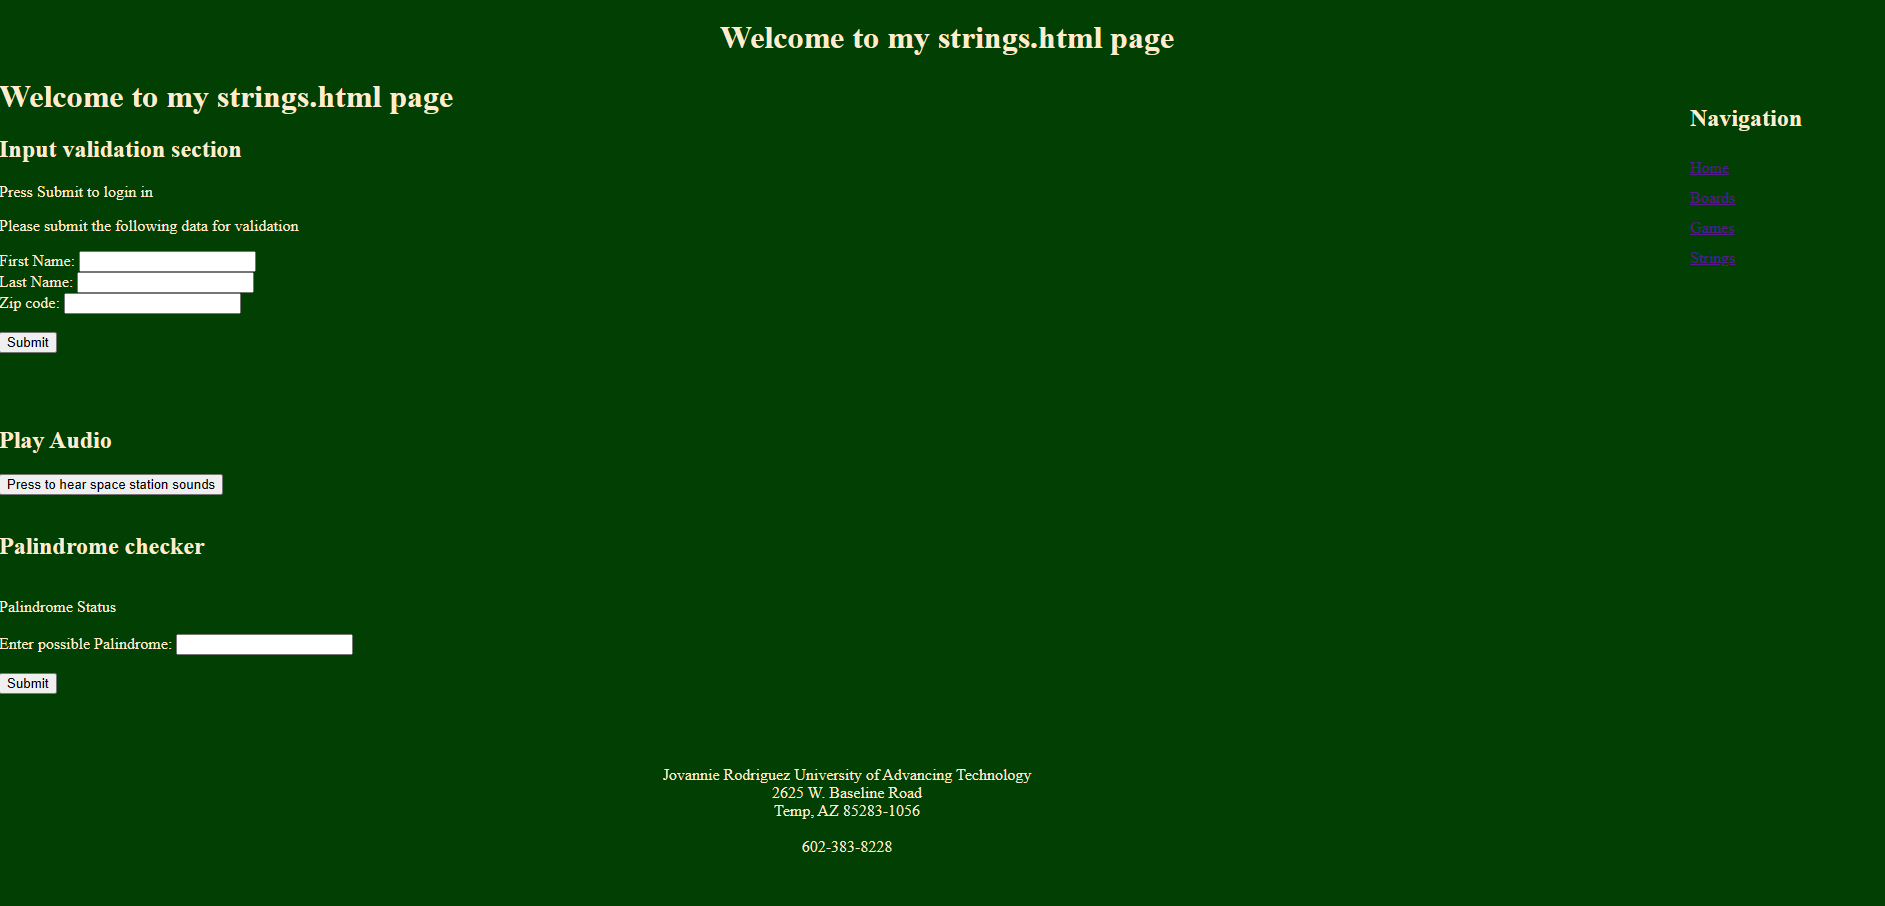 Welcome to my strings.html page
Welcome to my strings.html page
Input validation section
Press Submit to login in
Please submit the following data for validation
First Name:
Last Name:
Zip code:
Submit
Play Audio
Press to hear space station sounds
Palindrome checker
Palindrome Status
Enter possible Palindrome:
Submit
Navigation
Home
Boards
Games
Strings
Jovannie Rodriguez University of Advancing Technology
2625 W. Baseline Road
Temp, AZ 85283-1056
602-383-8228